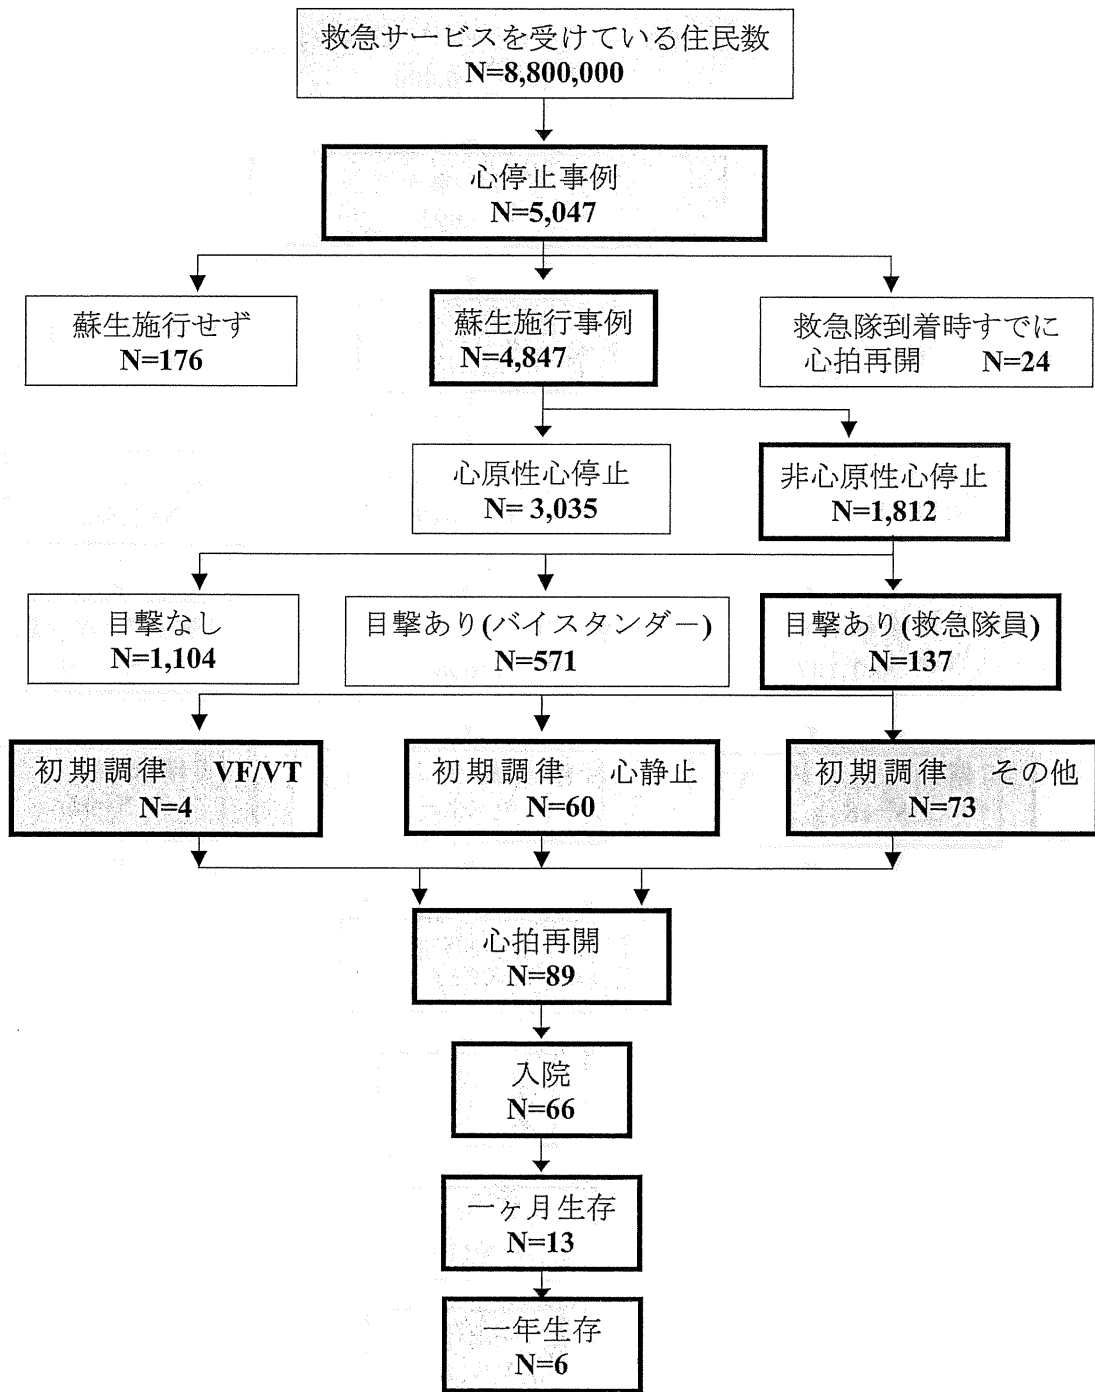 救急サービスを受けている住民数
N=8,800,000
心停止事例
N=5,047
蘇生施行せず
N=176
蘇生施行事例
N=4,847
救急隊到着時すでに
心拍再開 N=24
心原性心停止
N= 3,035
非心原性心停止
N=1,812
目撃なし
N=1,104
目撃あり(バイスタンダー)
N=571
目撃あり(救急隊員)
N=137
初期調律 VF/VT
N=4
初期調律 心静止
N=60
初期調律 その他
N=73
心拍再開
N=89
入院
N=66
一ヶ月生存
N=13
一年生存
N=6